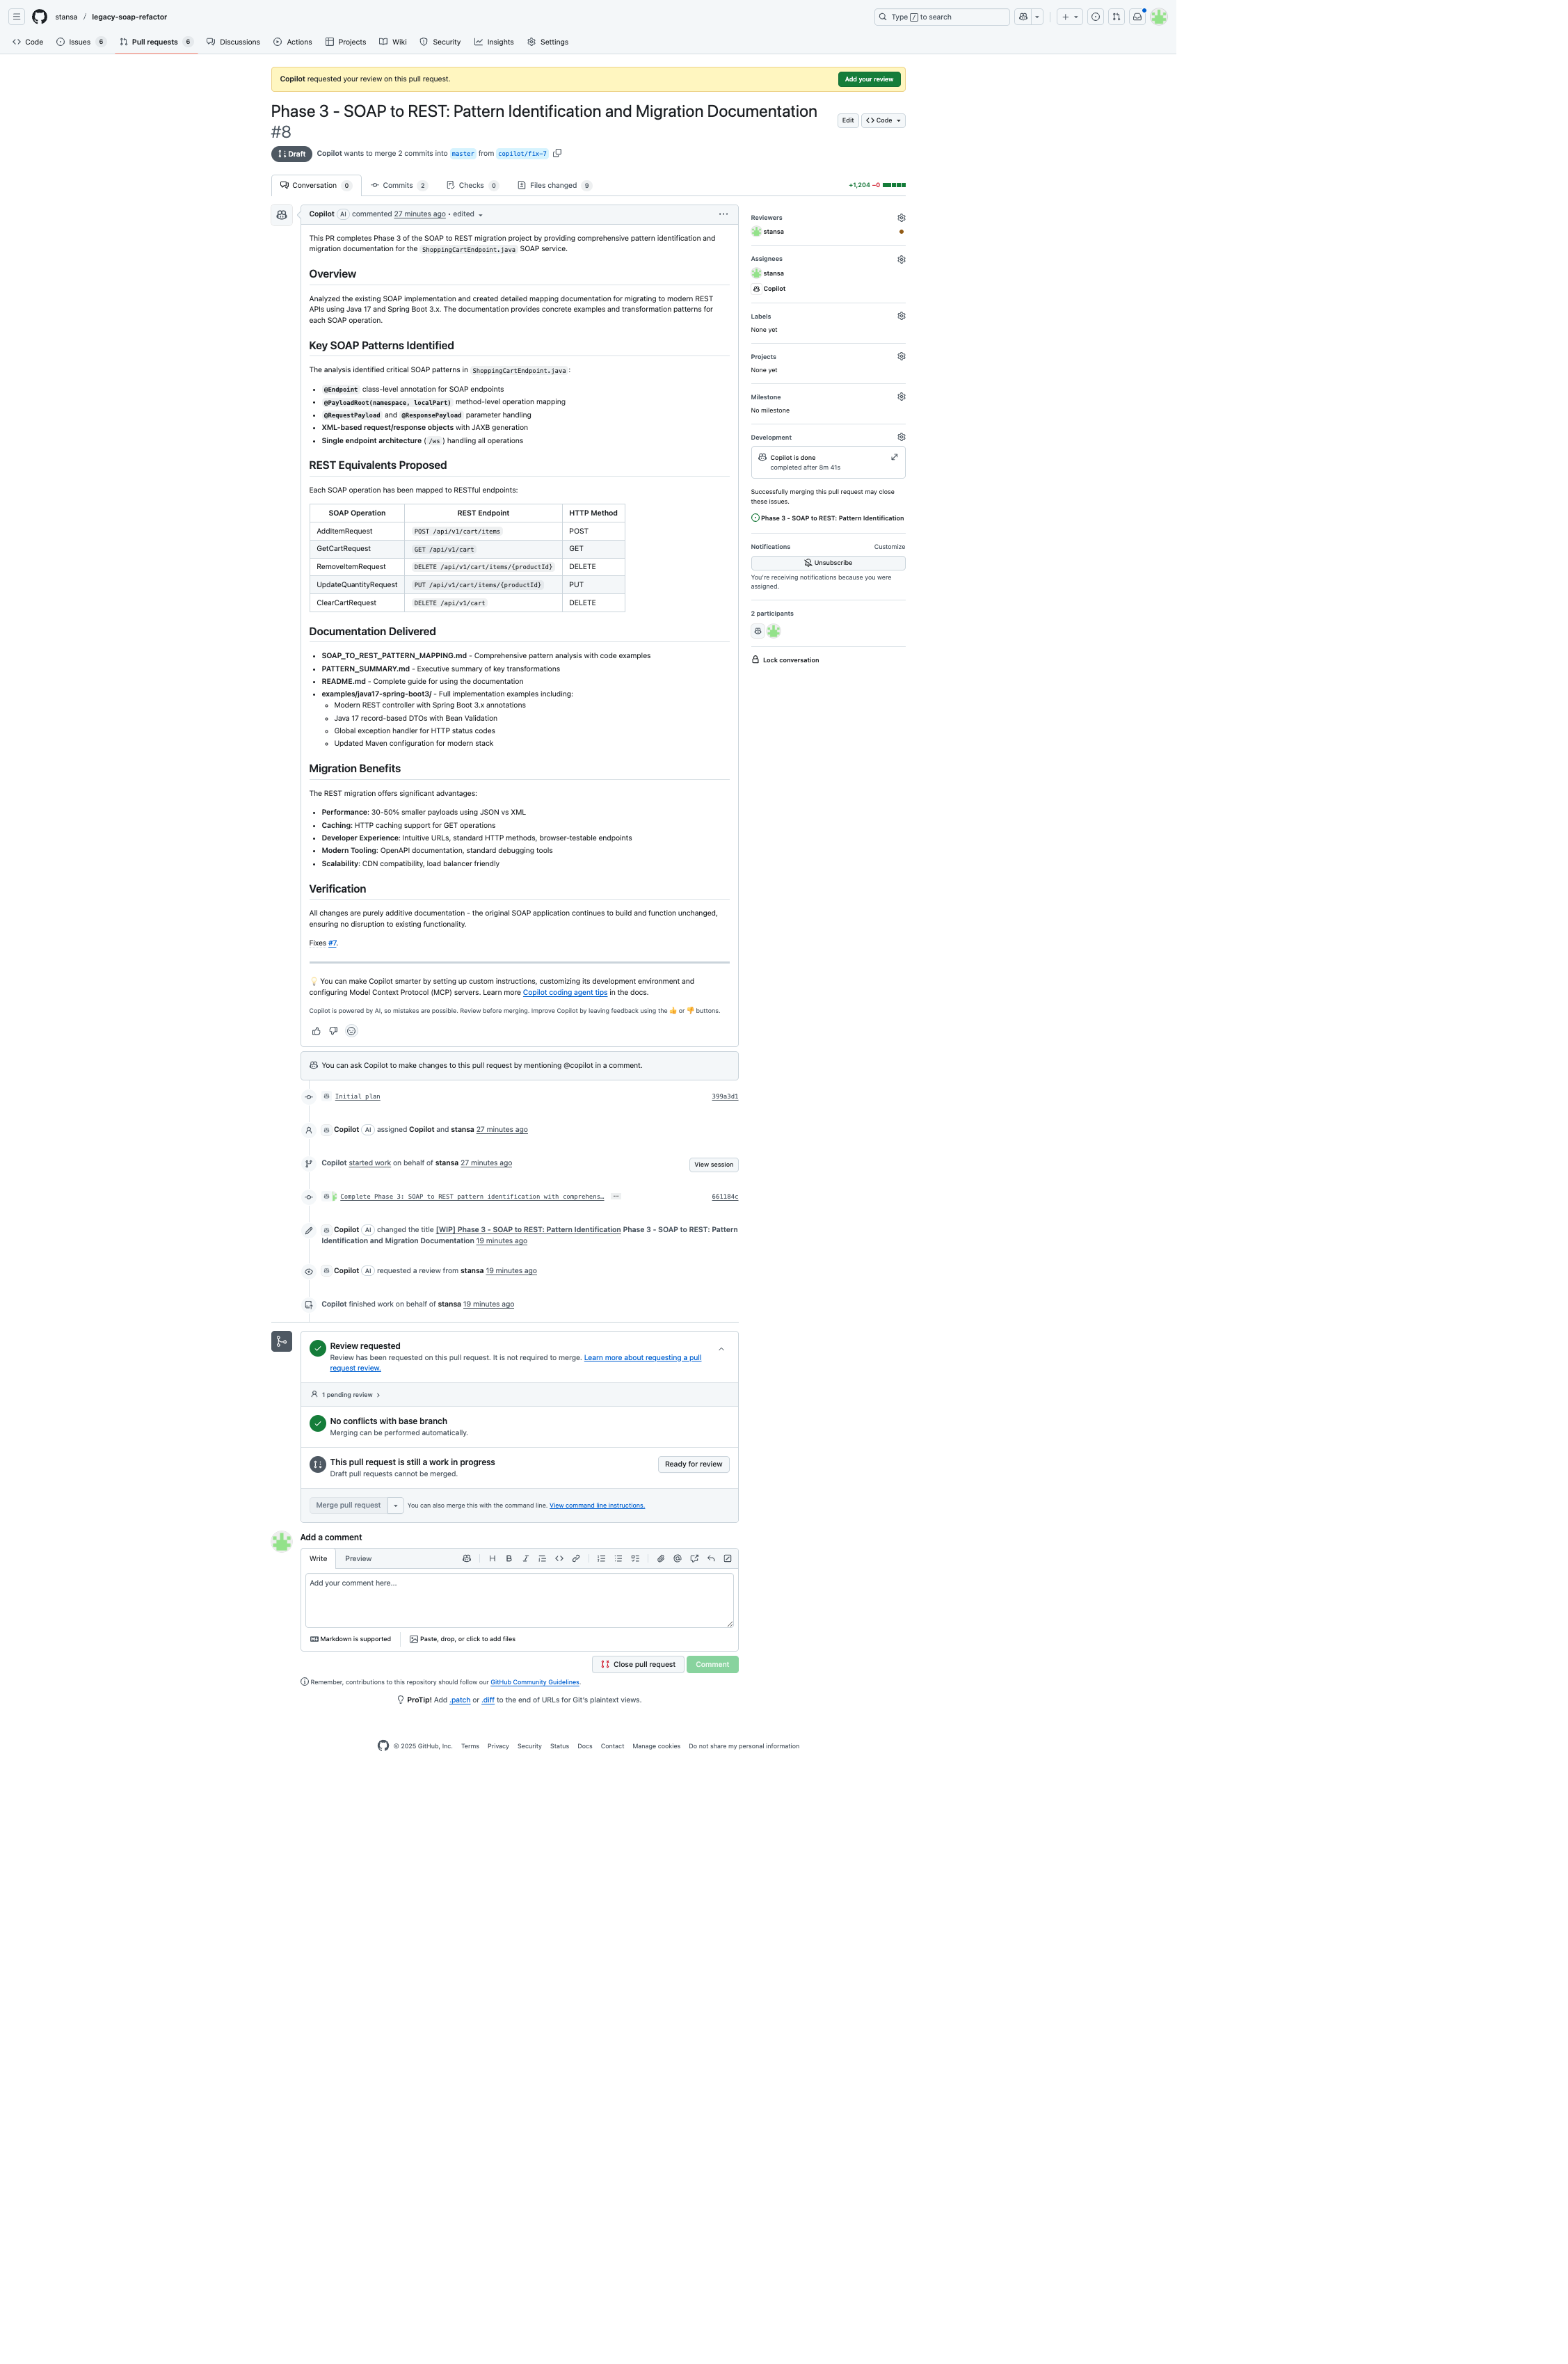 stansa / legacy-soap-refactor
Type / to search
Code
Issues 6
Pull requests 6
Discussions
Actions
Projects
Wiki
Security
Insights
Settings
Copilot requested your review on this pull request.
Add your review
Phase 3 - SOAP to REST: Pattern Identification and Migration Documentation
#8
Edit
Code
Draft
Copilot wants to merge 2 commits into master from copilot/fix-7
Conversation 0
Commits 2
Checks 0
Files changed 9
+1,204 −0
Copilot AI commented 27 minutes ago • edited
This PR completes Phase 3 of the SOAP to REST migration project by providing comprehensive pattern identification and
migration documentation for the ShoppingCartEndpoint.java SOAP service.
Overview
Analyzed the existing SOAP implementation and created detailed mapping documentation for migrating to modern REST
APIs using Java 17 and Spring Boot 3.x. The documentation provides concrete examples and transformation patterns for
each SOAP operation.
Key SOAP Patterns Identified
The analysis identified critical SOAP patterns in ShoppingCartEndpoint.java :
• @Endpoint class-level annotation for SOAP endpoints
• @PayloadRoot(namespace, localPart) method-level operation mapping
• @RequestPayload and @ResponsePayload parameter handling
• XML-based request/response objects with JAXB generation
• Single endpoint architecture ( /ws ) handling all operations
REST Equivalents Proposed
Each SOAP operation has been mapped to RESTful endpoints:
SOAP Operation REST Endpoint HTTP Method
AddItemRequest POST /api/v1/cart/items POST
GetCartRequest GET /api/v1/cart GET
RemoveItemRequest DELETE /api/v1/cart/items/{productId} DELETE
UpdateQuantityRequest PUT /api/v1/cart/items/{productId} PUT
ClearCartRequest DELETE /api/v1/cart DELETE
Documentation Delivered
• SOAP_TO_REST_PATTERN_MAPPING.md - Comprehensive pattern analysis with code examples
• PATTERN_SUMMARY.md - Executive summary of key transformations
• README.md - Complete guide for using the documentation
• examples/java17-spring-boot3/ - Full implementation examples including:
Modern REST controller with Spring Boot 3.x annotations
Java 17 record-based DTOs with Bean Validation
Global exception handler for HTTP status codes
Updated Maven configuration for modern stack
Migration Benefits
The REST migration offers significant advantages:
• Performance: 30-50% smaller payloads using JSON vs XML
• Caching: HTTP caching support for GET operations
• Developer Experience: Intuitive URLs, standard HTTP methods, browser-testable endpoints
• Modern Tooling: OpenAPI documentation, standard debugging tools
• Scalability: CDN compatibility, load balancer friendly
Verification
All changes are purely additive documentation - the original SOAP application continues to build and function unchanged,
ensuring no disruption to existing functionality.
Fixes #7.
💡 You can make Copilot smarter by setting up custom instructions, customizing its development environment and
configuring Model Context Protocol (MCP) servers. Learn more Copilot coding agent tips in the docs.
Copilot is powered by AI, so mistakes are possible. Review before merging. Improve Copilot by leaving feedback using the 👍 or 👎 buttons.
You can ask Copilot to make changes to this pull request by mentioning @copilot in a comment.
Initial plan 399a3d1
Copilot AI assigned Copilot and stansa 27 minutes ago
Copilot started work on behalf of stansa 27 minutes ago
View session
Complete Phase 3: SOAP to REST pattern identification with comprehens… 661184c
Copilot AI changed the title [WIP] Phase 3 - SOAP to REST: Pattern Identification Phase 3 - SOAP to REST: Pattern
Identification and Migration Documentation 19 minutes ago
Copilot AI requested a review from stansa 19 minutes ago
Copilot finished work on behalf of stansa 19 minutes ago
Review requested
Review has been requested on this pull request. It is not required to merge. Learn more about requesting a pull
request review.
1 pending review
No conflicts with base branch
Merging can be performed automatically.
This pull request is still a work in progress
Draft pull requests cannot be merged.
Ready for review
Merge pull request
You can also merge this with the command line. View command line instructions.
Add a comment
Write
Preview
Add your comment here...
Markdown is supported
Paste, drop, or click to add files
Close pull request
Comment
Remember, contributions to this repository should follow our GitHub Community Guidelines.
ProTip! Add .patch or .diff to the end of URLs for Git's plaintext views.
Reviewers
stansa
Assignees
stansa
Copilot
Labels
None yet
Projects
None yet
Milestone
No milestone
Development
Copilot is done
completed after 8m 41s
Successfully merging this pull request may close
these issues.
Phase 3 - SOAP to REST: Pattern Identification
Notifications
Customize
Unsubscribe
You're receiving notifications because you were
assigned.
2 participants
Lock conversation
© 2025 GitHub, Inc. Terms Privacy Security Status Docs Contact Manage cookies Do not share my personal information